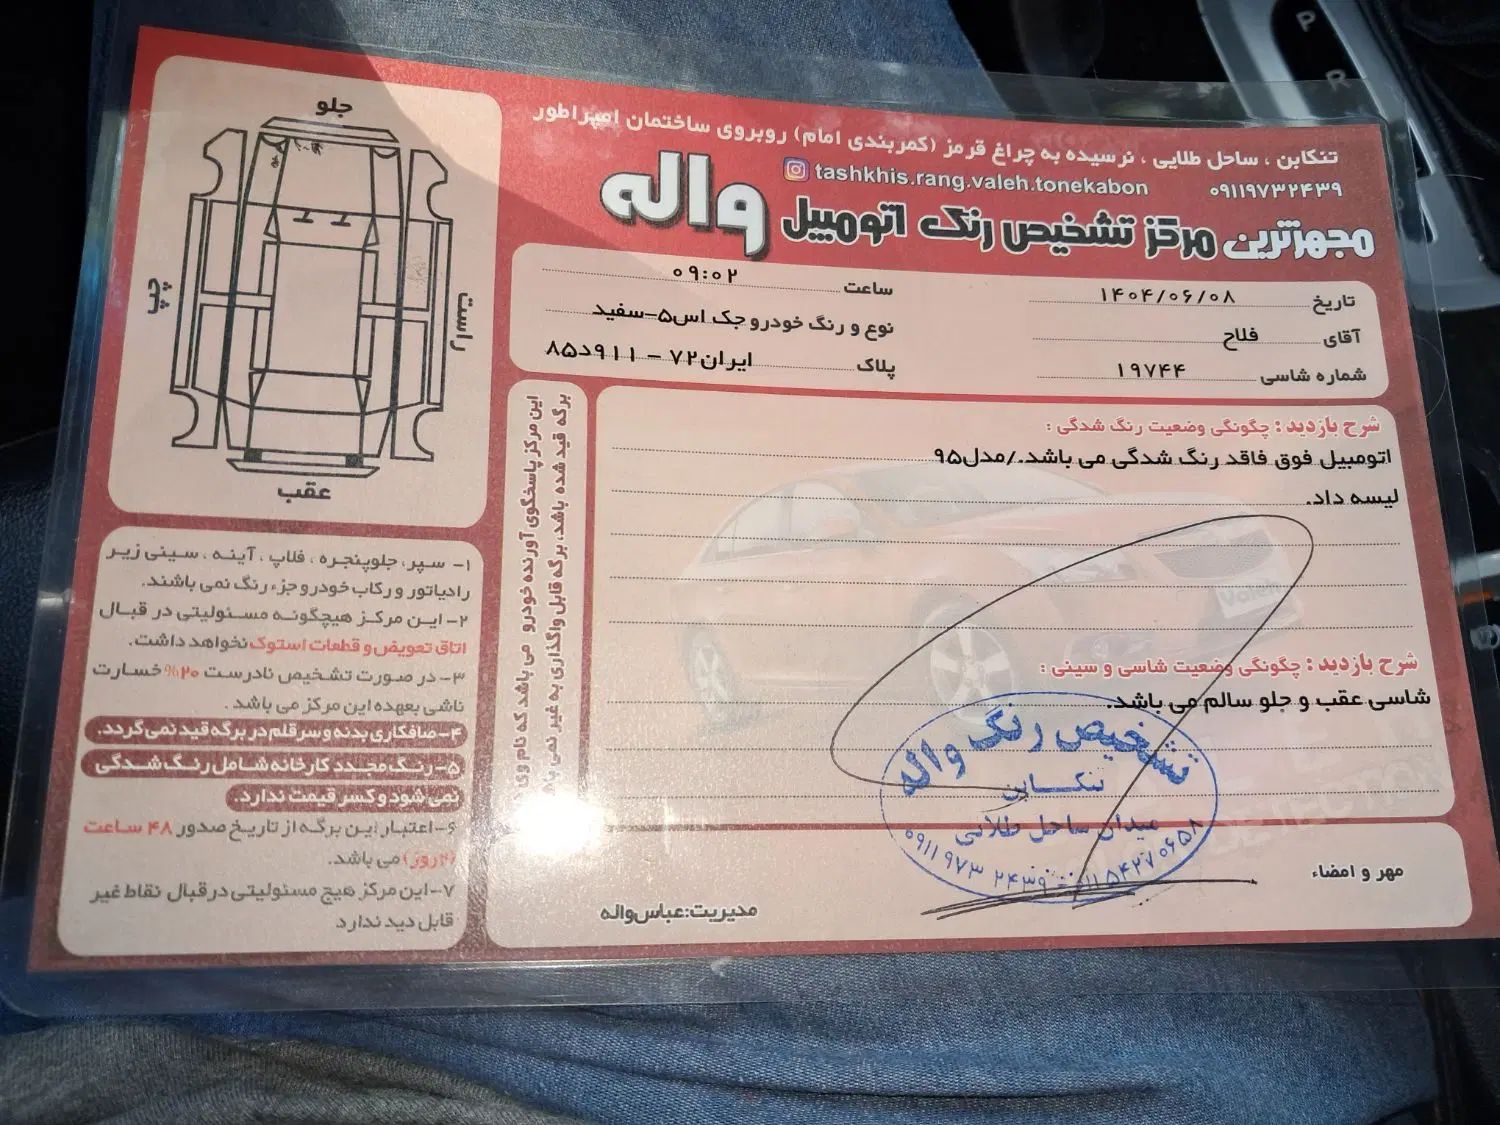 تنکابن ، ساحل طلایی ، نرسیده به چراغ قرمز (کمربندی امام) روبروی ساختمان امپراطور
۰۹۱۱۹۷۳۲۴۳۹
tashkhis.rang.valeh.tonekabon
مجهزترین مرکز تشخیص رنگ اتومبیل واله
تاریخ ۱۴۰۴/۰۶/۰۸
ساعت ۰۹:۰۲
آقای فلاح
نوع و رنگ خودرو جک اس۵-سفید
شماره شاسی ۱۹۷۴۴
پلاک ایران۷۲ - ۹۱۱د۸۵
شرح بازدید : چگونگی وضعیت رنگ شدگی :
اتومبیل فوق فاقد رنگ شدگی می باشد./مدل۹۵
لیسه داد.
شرح بازدید : چگونگی وضعیت شاسی و سینی :
شاسی عقب و جلو سالم می باشد.
تشخیص رنگ واله
تنکابن
میدان ساحل طلائی
مهر و امضاء
مدیریت:عباس واله
این مرکز پاسخگوی آورنده خودرو می باشد که نام وی
برگه قید شده باشد، برگه قابل واگذاری به غیر نمی
جلو
چپ
راست
عقب
۱- سپر، جلوپنجره ، فلاپ ، آینه ، سینی زیر
رادیاتور و رکاب خودرو جزء رنگ نمی باشند.
۲- این مرکز هیچگونه مسئولیتی در قبال
اتاق تعویض و قطعات استوک نخواهد داشت.
۳- در صورت تشخیص نادرست ۲۰% خسارت
ناشی بعهده این مرکز می باشد .
۴- صافکاری بدنه و سر قلم در برگه قید نمی گردد.
۵- رنگ مجدد کارخانه شامل رنگ شدگی
نمی شود و کسر قیمت ندارد.
۶- اعتبار این برگه از تاریخ صدور ۴۸ ساعت
(۲روز) می باشد.
۷- این مرکز هیچ مسئولیتی در قبال نقاط غیر
قابل دید ندارد
Valeh